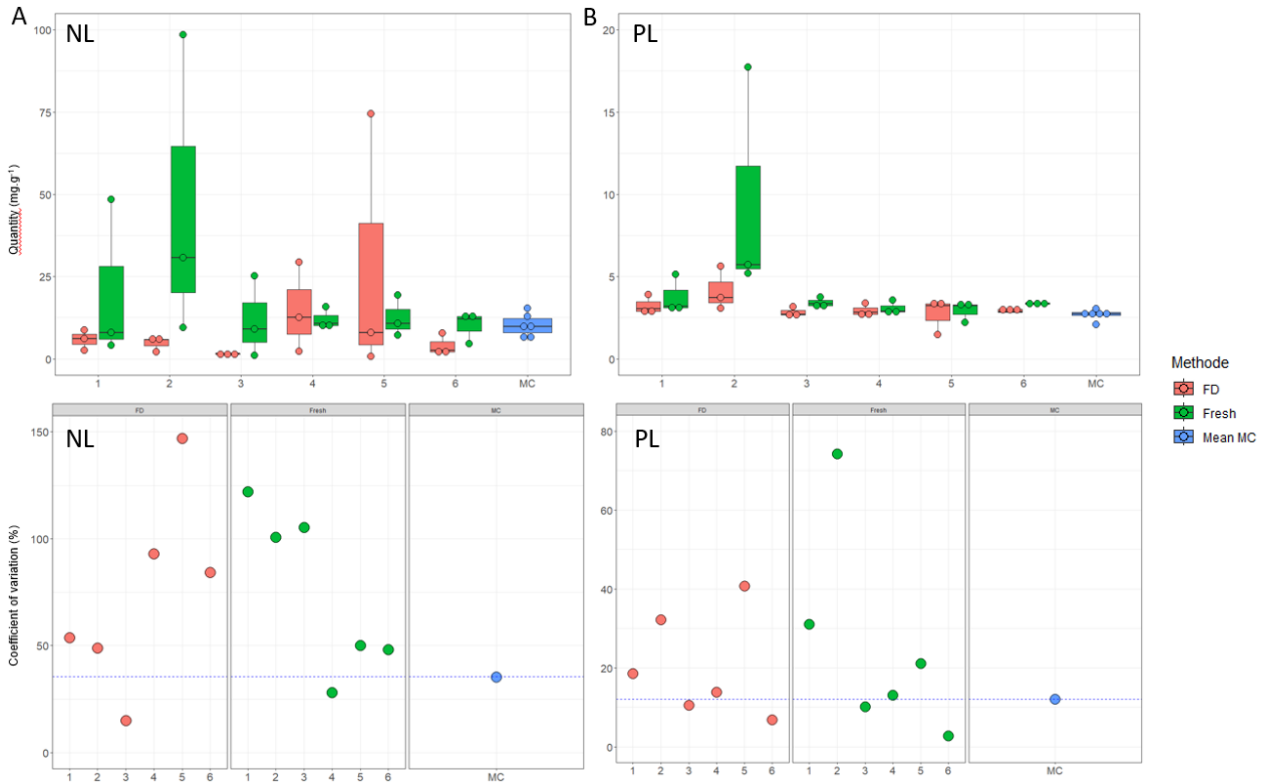 A
NL
B
PL
Quantity (mg.g⁻¹)
100
75
50
25
0
1 2 3 4 5 6 MC
20
15
10
5
0
1 2 3 4 5 6 MC
Methode
FD
Fresh
Mean MC
FD Fresh MC
NL
Coefficient of variation (%)
150
100
50
0
1 2 3 4 5 6 1 2 3 4 5 6 MC
FD Fresh MC
PL
80
60
40
20
0
1 2 3 4 5 6 1 2 3 4 5 6 MC